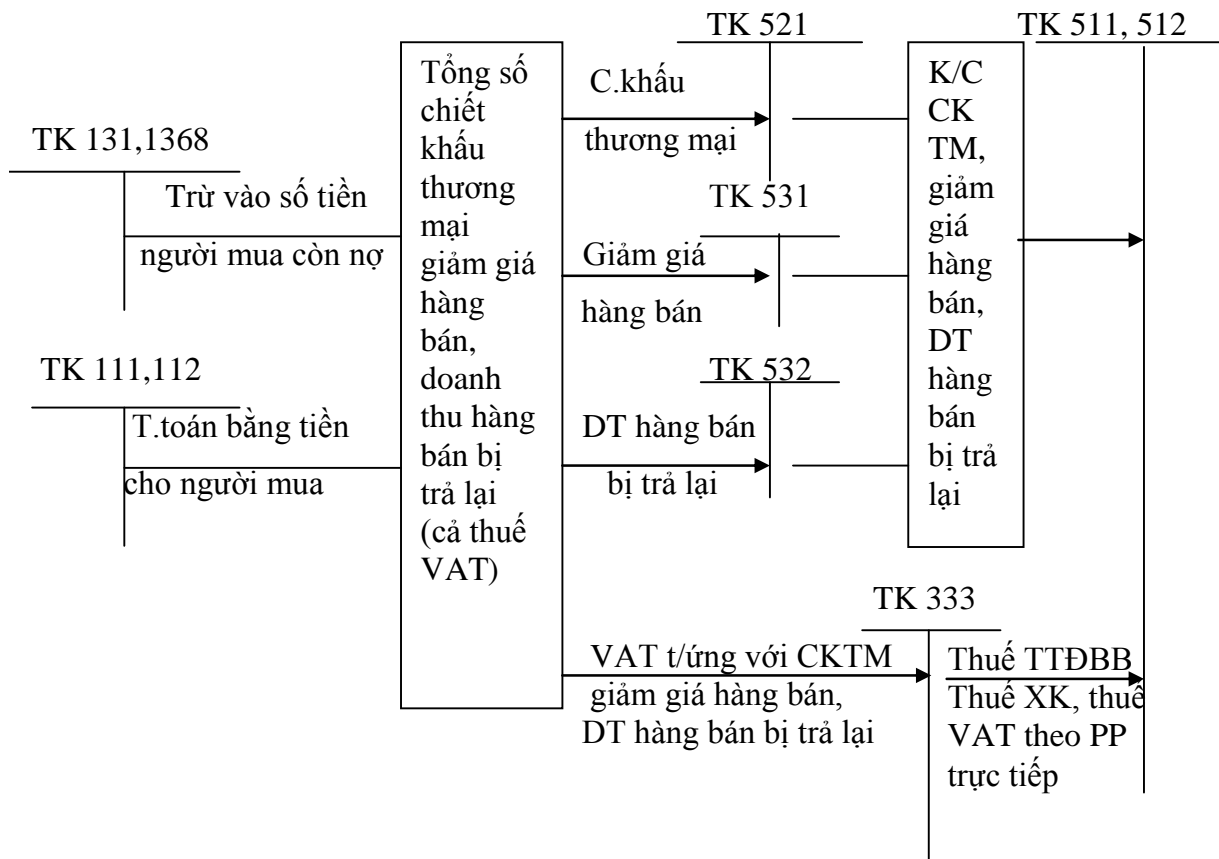 TK 521
TK 511, 512
TK 131,1368
Trừ vào số tiền
người mua còn nợ
TK 111,112
T.toán bằng tiền
cho người mua
Tổng số
chiết
khấu
thương
mại
giảm giá
hàng
bán,
doanh
thu hàng
bán bị
trả lại
(cả thuế
VAT)
C.khấu
thương mại
TK 531
Giảm giá
hàng bán
TK 532
DT hàng bán
bị trả lại
K/C
CK
TM,
giảm
giá
hàng
bán,
DT
hàng
bán
bị trả
lại
TK 333
VAT t/ứng với CKTM
giảm giá hàng bán,
DT hàng bán bị trả lại
Thuế TTĐBB
Thuế XK, thuế
VAT theo PP
trực tiếp